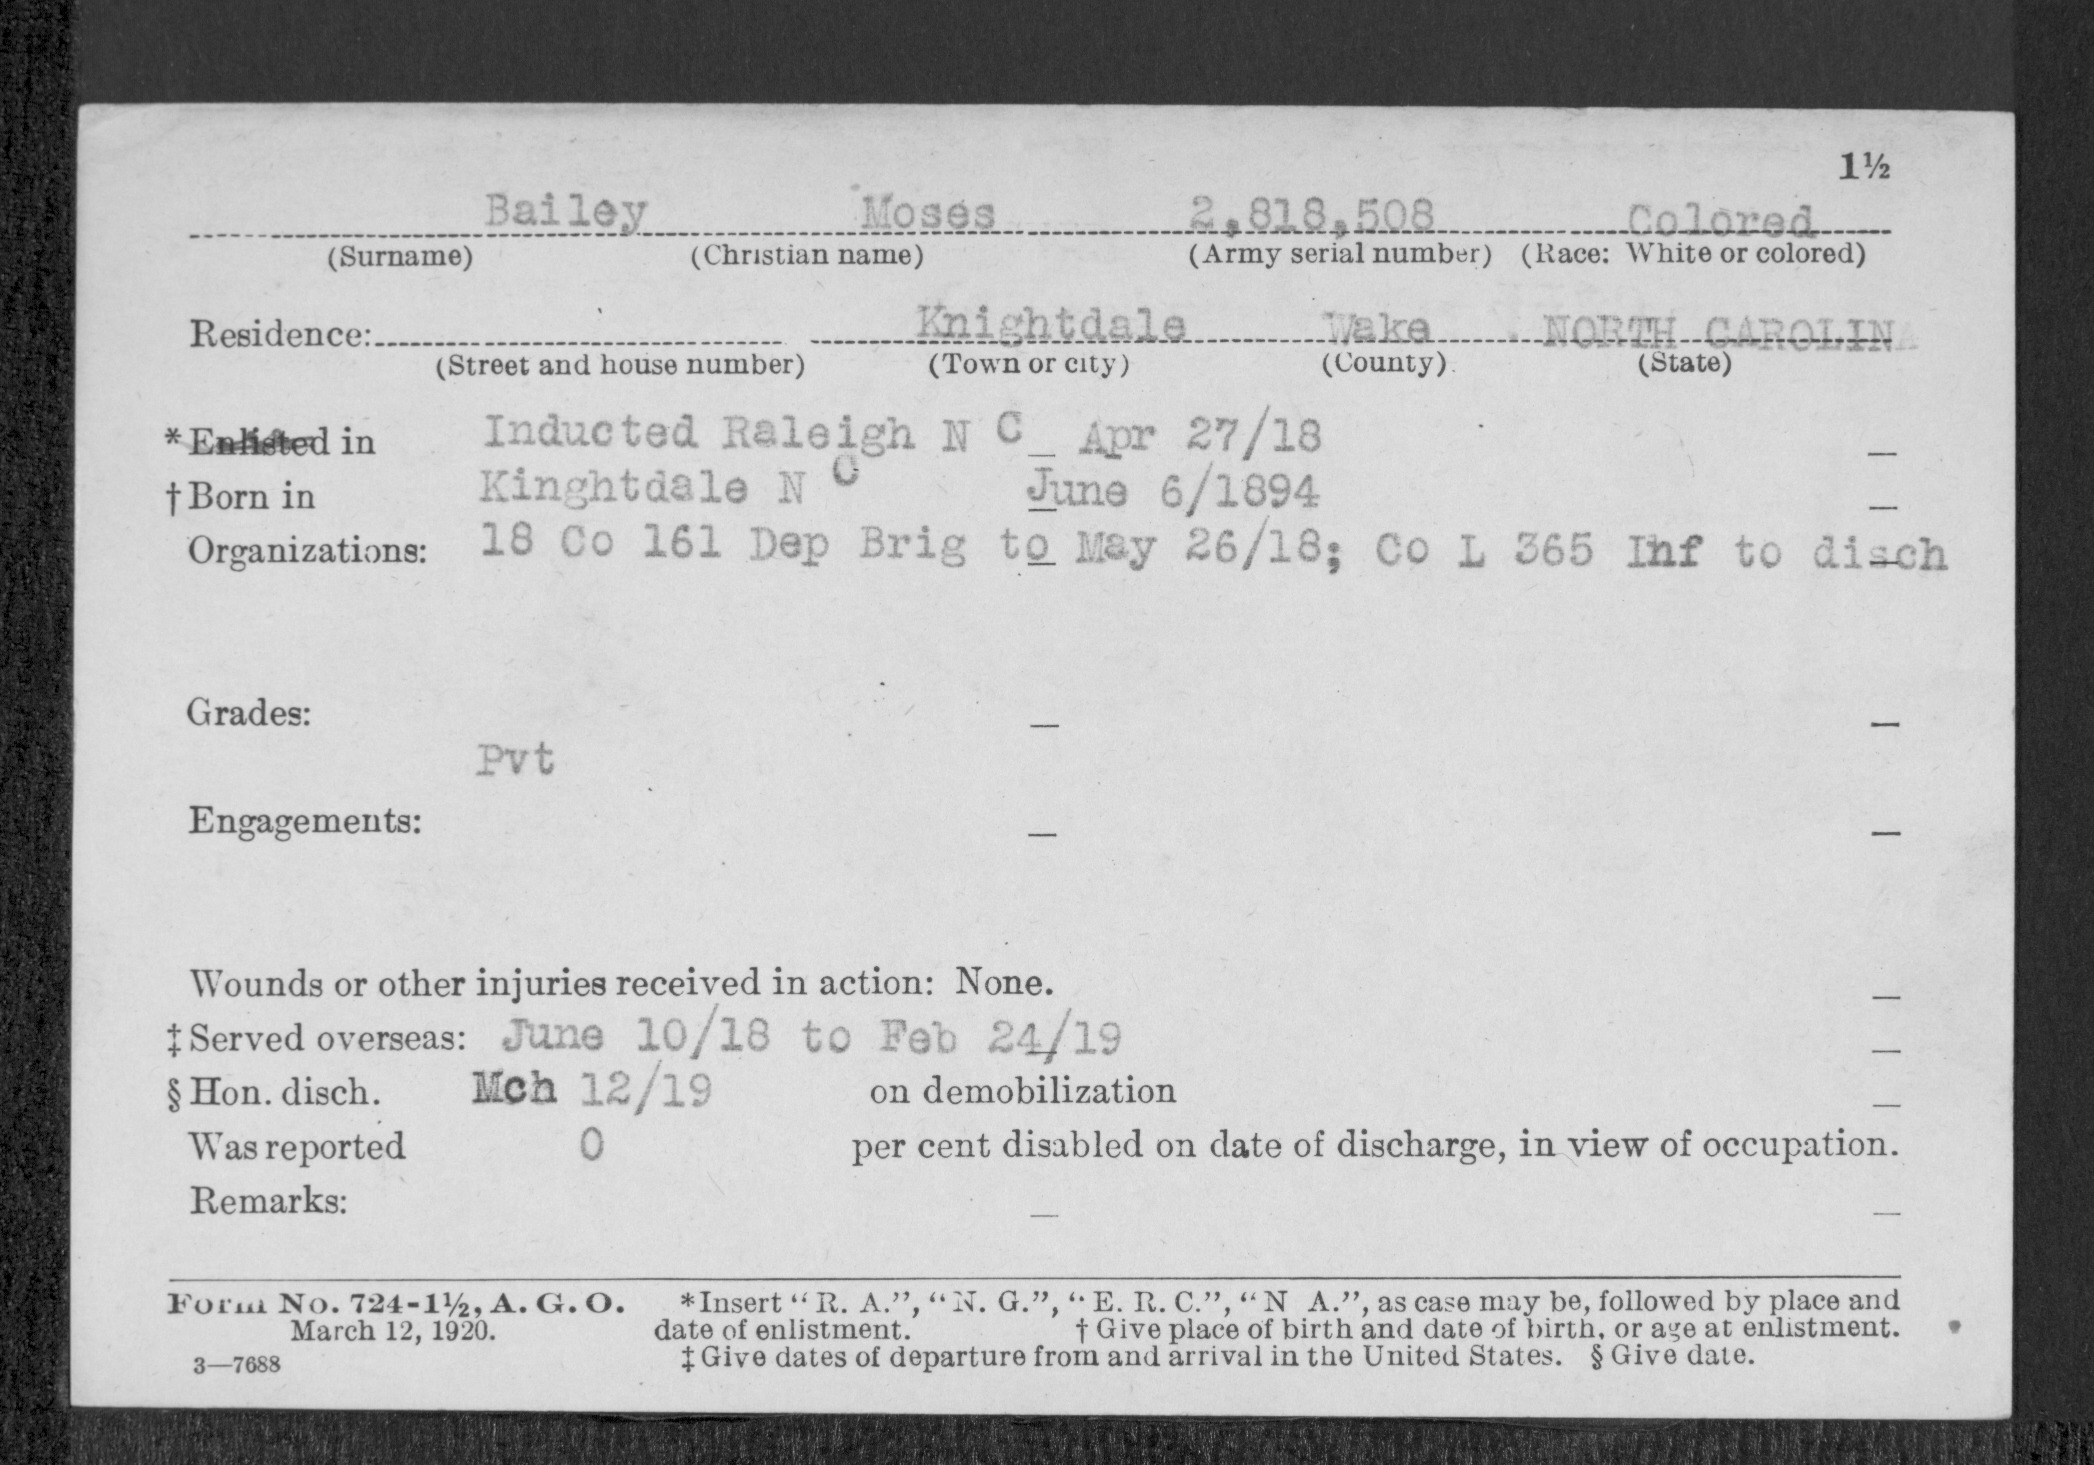 1½
Bailey Moses 2,818,508 Colored
(Surname) (Christian name) (Army serial number) (Race: White or colored)
Residence: Knightdale Wake NORTH CAROLINA
(Street and house number) (Town or city) (County) (State)
*Enlisted in Inducted Raleigh N C Apr 27/18
†Born in Kinghtdale N C June 6/1894
Organizations: 18 Co 161 Dep Brig to May 26/18; Co L 365 Inf to disch
Grades:
Pvt
Engagements:
Wounds or other injuries received in action: None.
‡Served overseas: June 10/18 to Feb 24/19
§Hon. disch. Mch 12/19 on demobilization
Was reported 0 per cent disabled on date of discharge, in view of occupation.
Remarks:
Form No. 724-1½, A. G. O. *Insert "R. A.", "N. G.", "E. R. C.", "N A.", as case may be, followed by place and
March 12, 1920. date of enlistment. †Give place of birth and date of birth, or age at enlistment.
3—7688 ‡Give dates of departure from and arrival in the United States. §Give date.